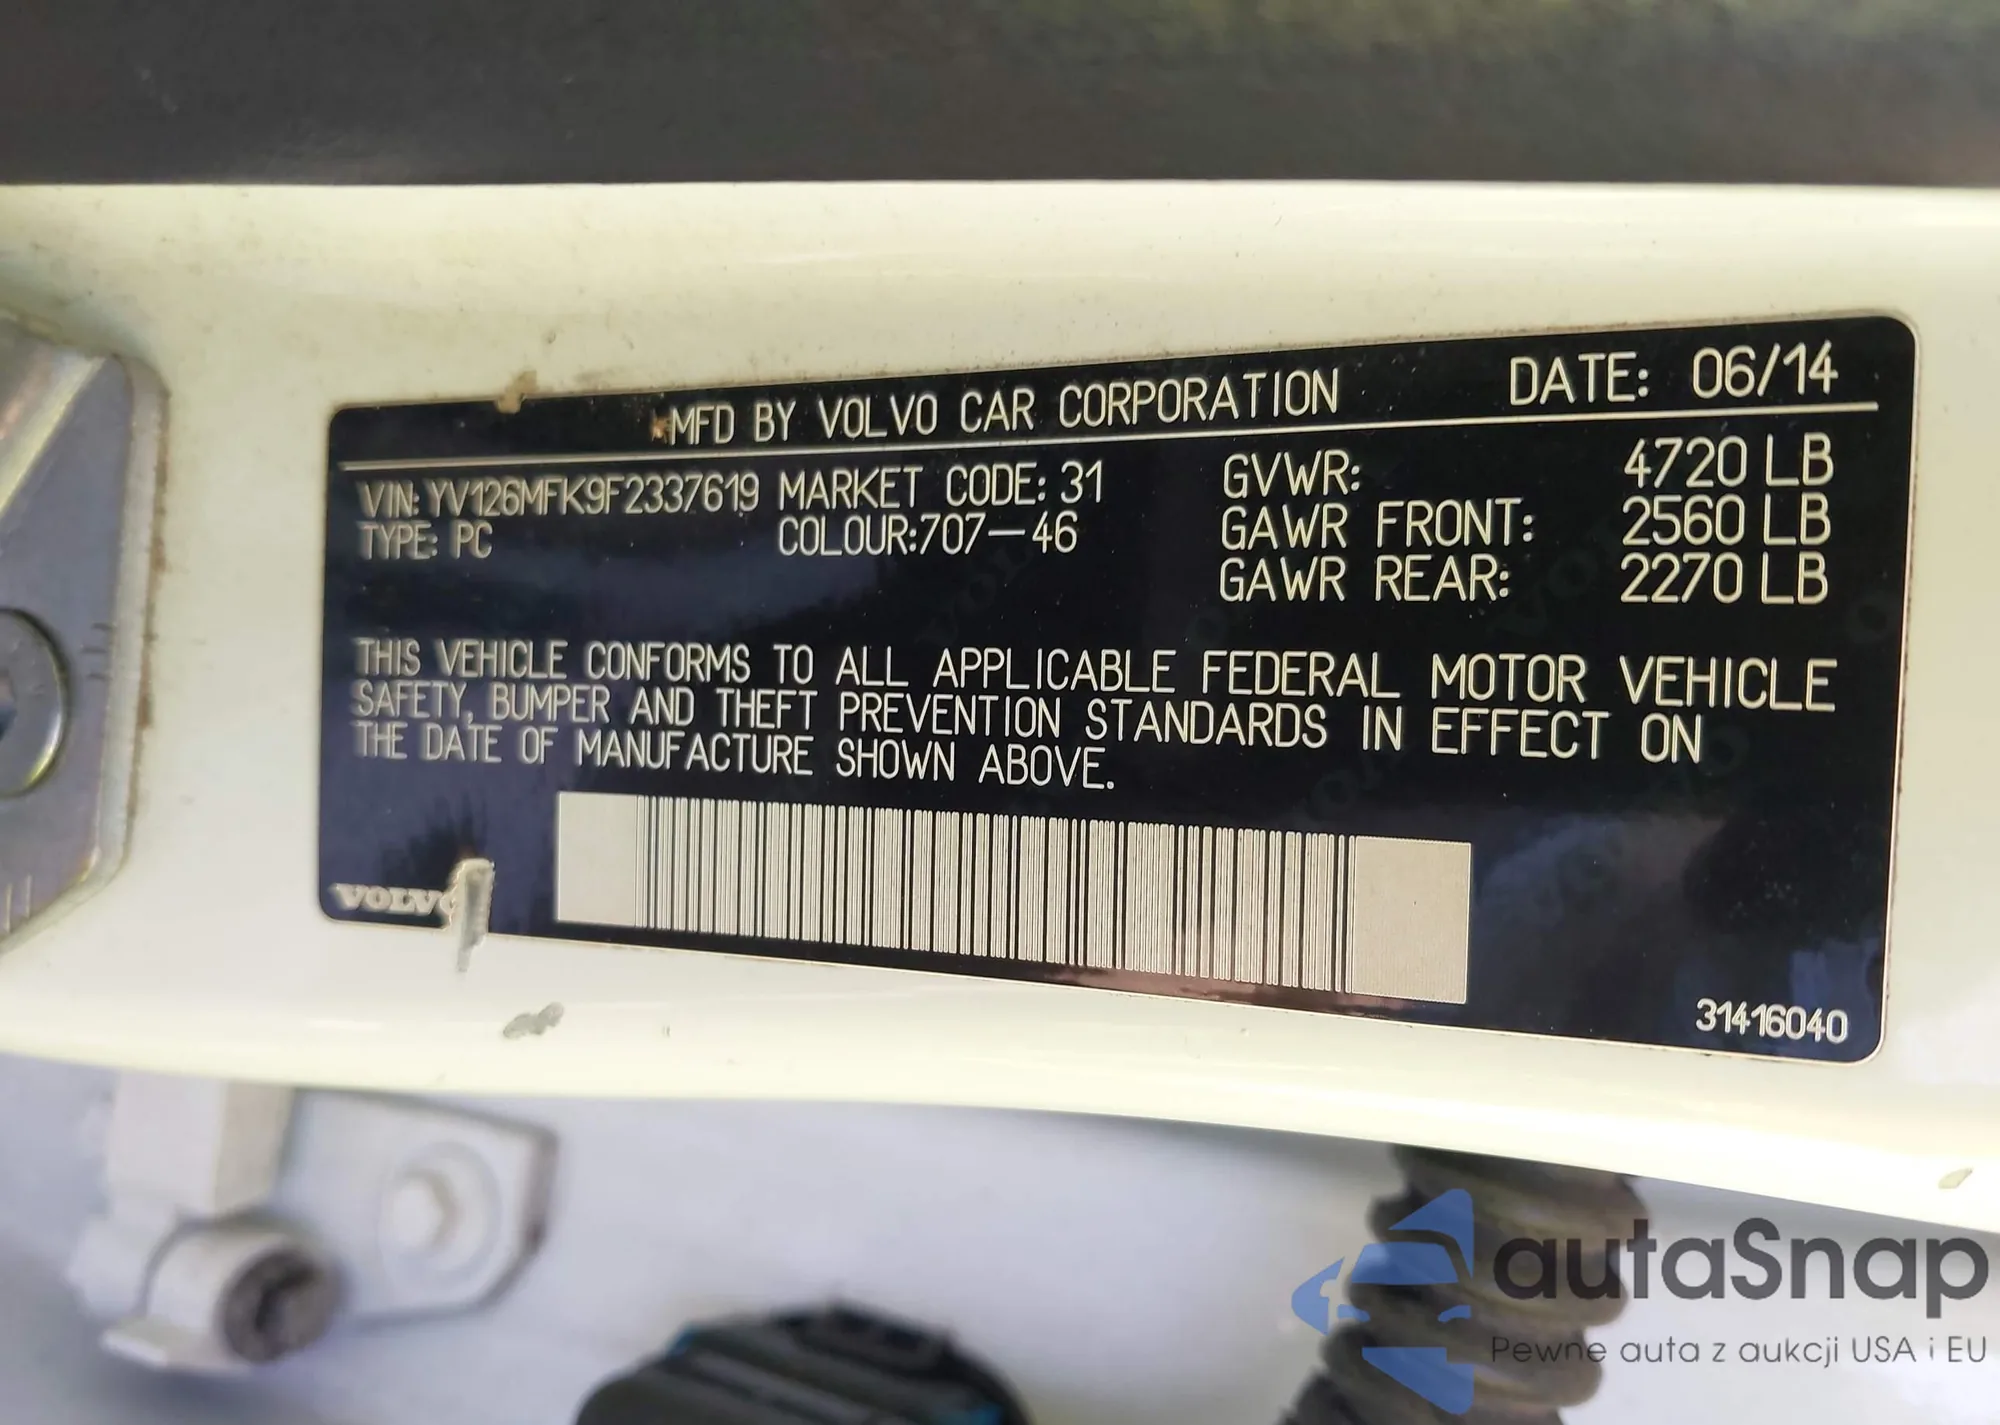 MFD BY VOLVO CAR CORPORATION DATE: 06/14
VIN: YV126MFK9F2337619 MARKET CODE: 31 GVWR: 4720 LB
TYPE: PC COLOUR:707-46 GAWR FRONT: 2560 LB
GAWR REAR: 2270 LB
THIS VEHICLE CONFORMS TO ALL APPLICABLE FEDERAL MOTOR VEHICLE
SAFETY, BUMPER AND THEFT PREVENTION STANDARDS IN EFFECT ON
THE DATE OF MANUFACTURE SHOWN ABOVE.
VOLVO
31416040
autaSnap
Pewne auta z aukcji USA i EU